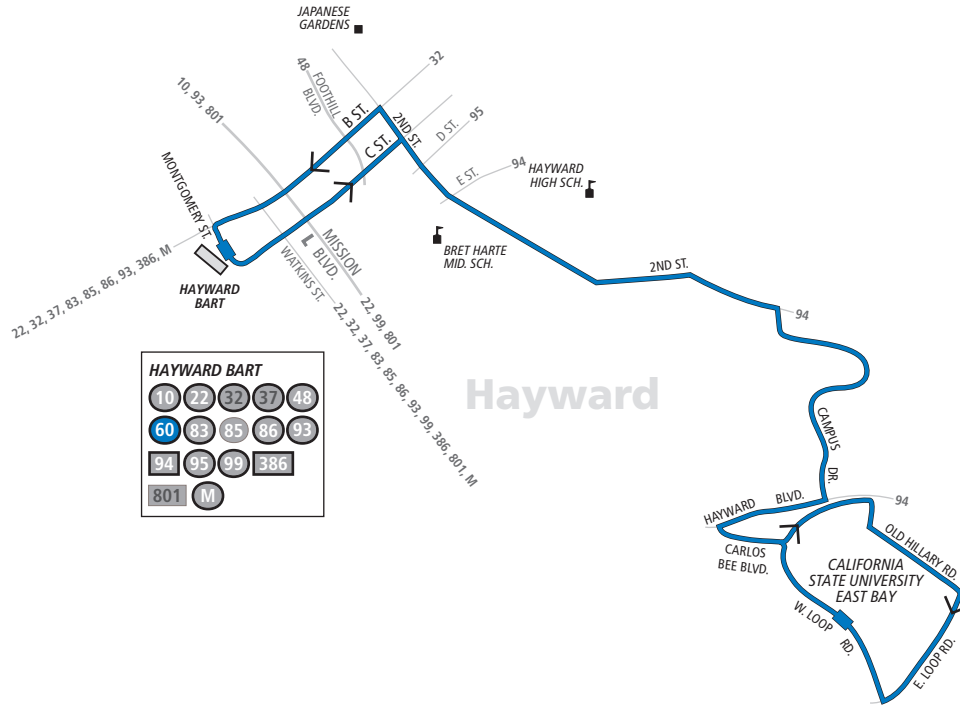 JAPANESE
GARDENS
32
48
FOOTHILL
BLVD.
10, 93, 801
B ST.
2ND ST.
C ST.
D ST.
95
E ST.
94
HAYWARD
HIGH SCH.
MONTGOMERY ST.
MISSION
BLVD.
L
WATKINS ST.
BRET HARTE
MID. SCH.
2ND ST.
22, 32, 37, 83, 85, 86, 93, 386, M
HAYWARD
BART
22, 99, 801
22, 32, 37, 83, 85, 86, 93, 99, 386, 801, M
94
Hayward
HAYWARD BART
10 22 32 37 48
60 83 85 86 93
94 95 99 386
801 M
CAMPUS
DR.
HAYWARD
BLVD.
94
CARLOS
BEE BLVD.
OLD HILLARY RD.
CALIFORNIA
STATE UNIVERSITY
EAST BAY
W. LOOP
RD.
E. LOOP RD.